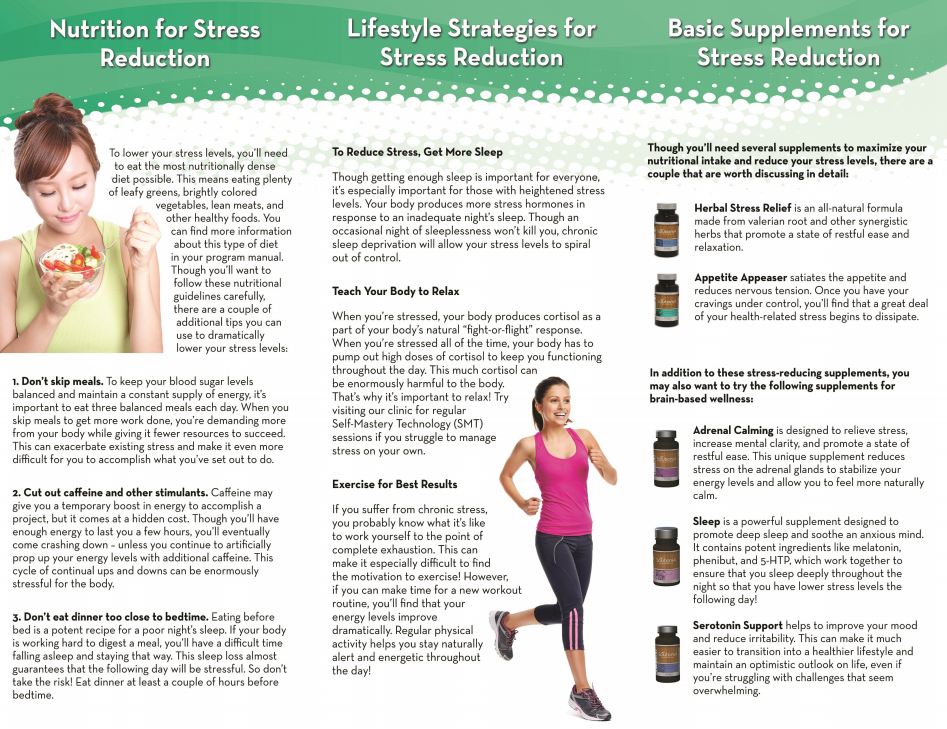 Nutrition for Stress
Reduction
To lower your stress levels, you'll need
to eat the most nutritionally dense
diet possible. This means eating plenty
of leafy greens, brightly colored
vegetables, lean meats, and
other healthy foods. You
can find more information
about this type of diet
in your program manual.
Though you'll want to
follow these nutritional
guidelines carefully,
there are a couple of
additional tips you can
use to dramatically
lower your stress levels:
1. Don't skip meals. To keep your blood sugar levels
balanced and maintain a constant supply of energy, it's
important to eat three balanced meals each day. When you
skip meals to get more work done, you're demanding more
from your body while giving it fewer resources to succeed.
This can exacerbate existing stress and make it even more
difficult for you to accomplish what you've set out to do.
2. Cut out caffeine and other stimulants. Caffeine may
give you a temporary boost in energy to accomplish a
project, but it comes at a hidden cost. Though you'll have
enough energy to last you a few hours, you'll eventually
come crashing down – unless you continue to artificially
prop up your energy levels with additional caffeine. This
cycle of continual ups and downs can be enormously
stressful for the body.
3. Don't eat dinner too close to bedtime. Eating before
bed is a potent recipe for a poor night's sleep. If your body
is working hard to digest a meal, you'll have a difficult time
falling asleep and staying that way. This sleep loss almost
guarantees that the following day will be stressful. So don't
take the risk! Eat dinner at least a couple of hours before
bedtime.
Lifestyle Strategies for
Stress Reduction
To Reduce Stress, Get More Sleep
Though getting enough sleep is important for everyone,
it's especially important for those with heightened stress
levels. Your body produces more stress hormones in
response to an inadequate night's sleep. Though an
occasional night of sleeplessness won't kill you, chronic
sleep deprivation will allow your stress levels to spiral
out of control.
Teach Your Body to Relax
When you're stressed, your body produces cortisol as a
part of your body's natural "fight-or-flight" response.
When you're stressed all of the time, your body has to
pump out high doses of cortisol to keep you functioning
throughout the day. This much cortisol can
be enormously harmful to the body.
That's why it's important to relax! Try
visiting our clinic for regular
Self-Mastery Technology (SMT)
sessions if you struggle to manage
stress on your own.
Exercise for Best Results
If you suffer from chronic stress,
you probably know what it's like
to work yourself to the point of
complete exhaustion. This can
make it especially difficult to find
the motivation to exercise! However,
if you can make time for a new workout
routine, you'll find that your
energy levels improve
dramatically. Regular physical
activity helps you stay naturally
alert and energetic throughout
the day!
Basic Supplements for
Stress Reduction
Though you'll need several supplements to maximize your
nutritional intake and reduce your stress levels, there are a
couple that are worth discussing in detail:
Herbal Stress Relief is an all-natural formula
made from valerian root and other synergistic
herbs that promote a state of restful ease and
relaxation.
Appetite Appeaser satiates the appetite and
reduces nervous tension. Once you have your
cravings under control, you'll find that a great deal
of your health-related stress begins to dissipate.
In addition to these stress-reducing supplements, you
may also want to try the following supplements for
brain-based wellness:
Adrenal Calming is designed to relieve stress,
increase mental clarity, and promote a state of
restful ease. This unique supplement reduces
stress on the adrenal glands to stabilize your
energy levels and allow you to feel more naturally
calm.
Sleep is a powerful supplement designed to
promote deep sleep and soothe an anxious mind.
It contains potent ingredients like melatonin,
phenibut, and 5-HTP, which work together to
ensure that you sleep deeply throughout the
night so that you have lower stress levels the
following day!
Serotonin Support helps to improve your mood
and reduce irritability. This can make it much
easier to transition into a healthier lifestyle and
maintain an optimistic outlook on life, even if
you're struggling with challenges that seem
overwhelming.